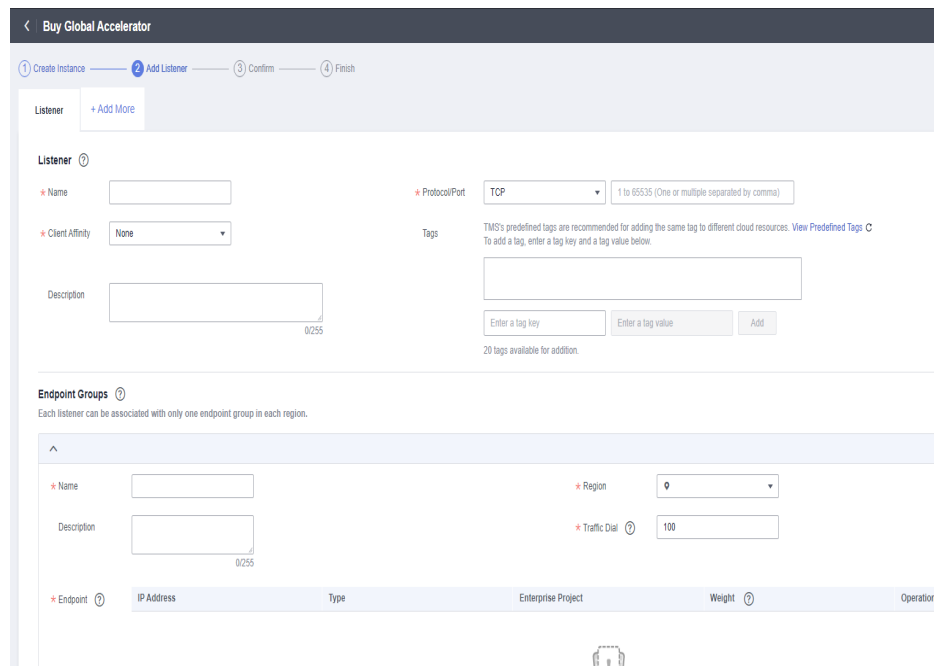 Buy Global Accelerator
1 Create Instance 2 Add Listener 3 Confirm 4 Finish
Listener + Add More
Listener ?
* Name
* Protocol/Port TCP 1 to 65535 (One or multiple separated by comma)
* Client Affinity None
Tags TMS's predefined tags are recommended for adding the same tag to different cloud resources. View Predefined Tags
To add a tag, enter a tag key and a tag value below.
Description
0/255
Enter a tag key Enter a tag value Add
20 tags available for addition.
Endpoint Groups ?
Each listener can be associated with only one endpoint group in each region.
* Name * Region
Description * Traffic Dial ? 100
0/255
* Endpoint ? IP Address Type Enterprise Project Weight ? Operation